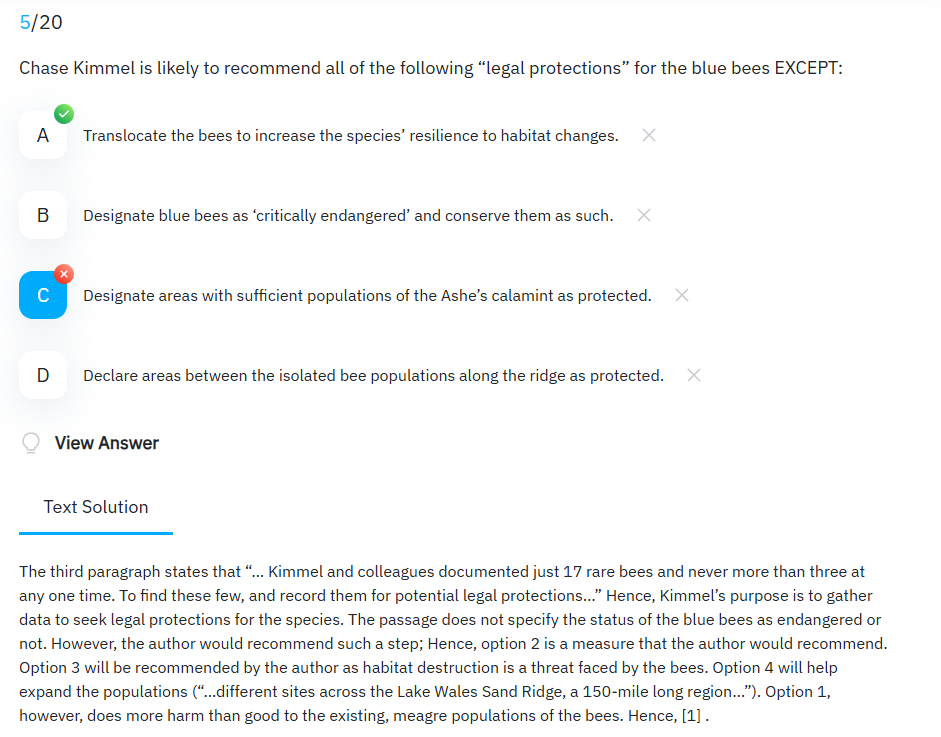 5/20
Chase Kimmel is likely to recommend all of the following “legal protections” for the blue bees EXCEPT:
A Translocate the bees to increase the species’ resilience to habitat changes.
B Designate blue bees as ‘critically endangered’ and conserve them as such.
C Designate areas with sufficient populations of the Ashe’s calamint as protected.
D Declare areas between the isolated bee populations along the ridge as protected.
View Answer
Text Solution
The third paragraph states that “... Kimmel and colleagues documented just 17 rare bees and never more than three at
any one time. To find these few, and record them for potential legal protections...” Hence, Kimmel’s purpose is to gather
data to seek legal protections for the species. The passage does not specify the status of the blue bees as endangered or
not. However, the author would recommend such a step; Hence, option 2 is a measure that the author would recommend.
Option 3 will be recommended by the author as habitat destruction is a threat faced by the bees. Option 4 will help
expand the populations (“...different sites across the Lake Wales Sand Ridge, a 150-mile long region...”). Option 1,
however, does more harm than good to the existing, meagre populations of the bees. Hence, [1] .